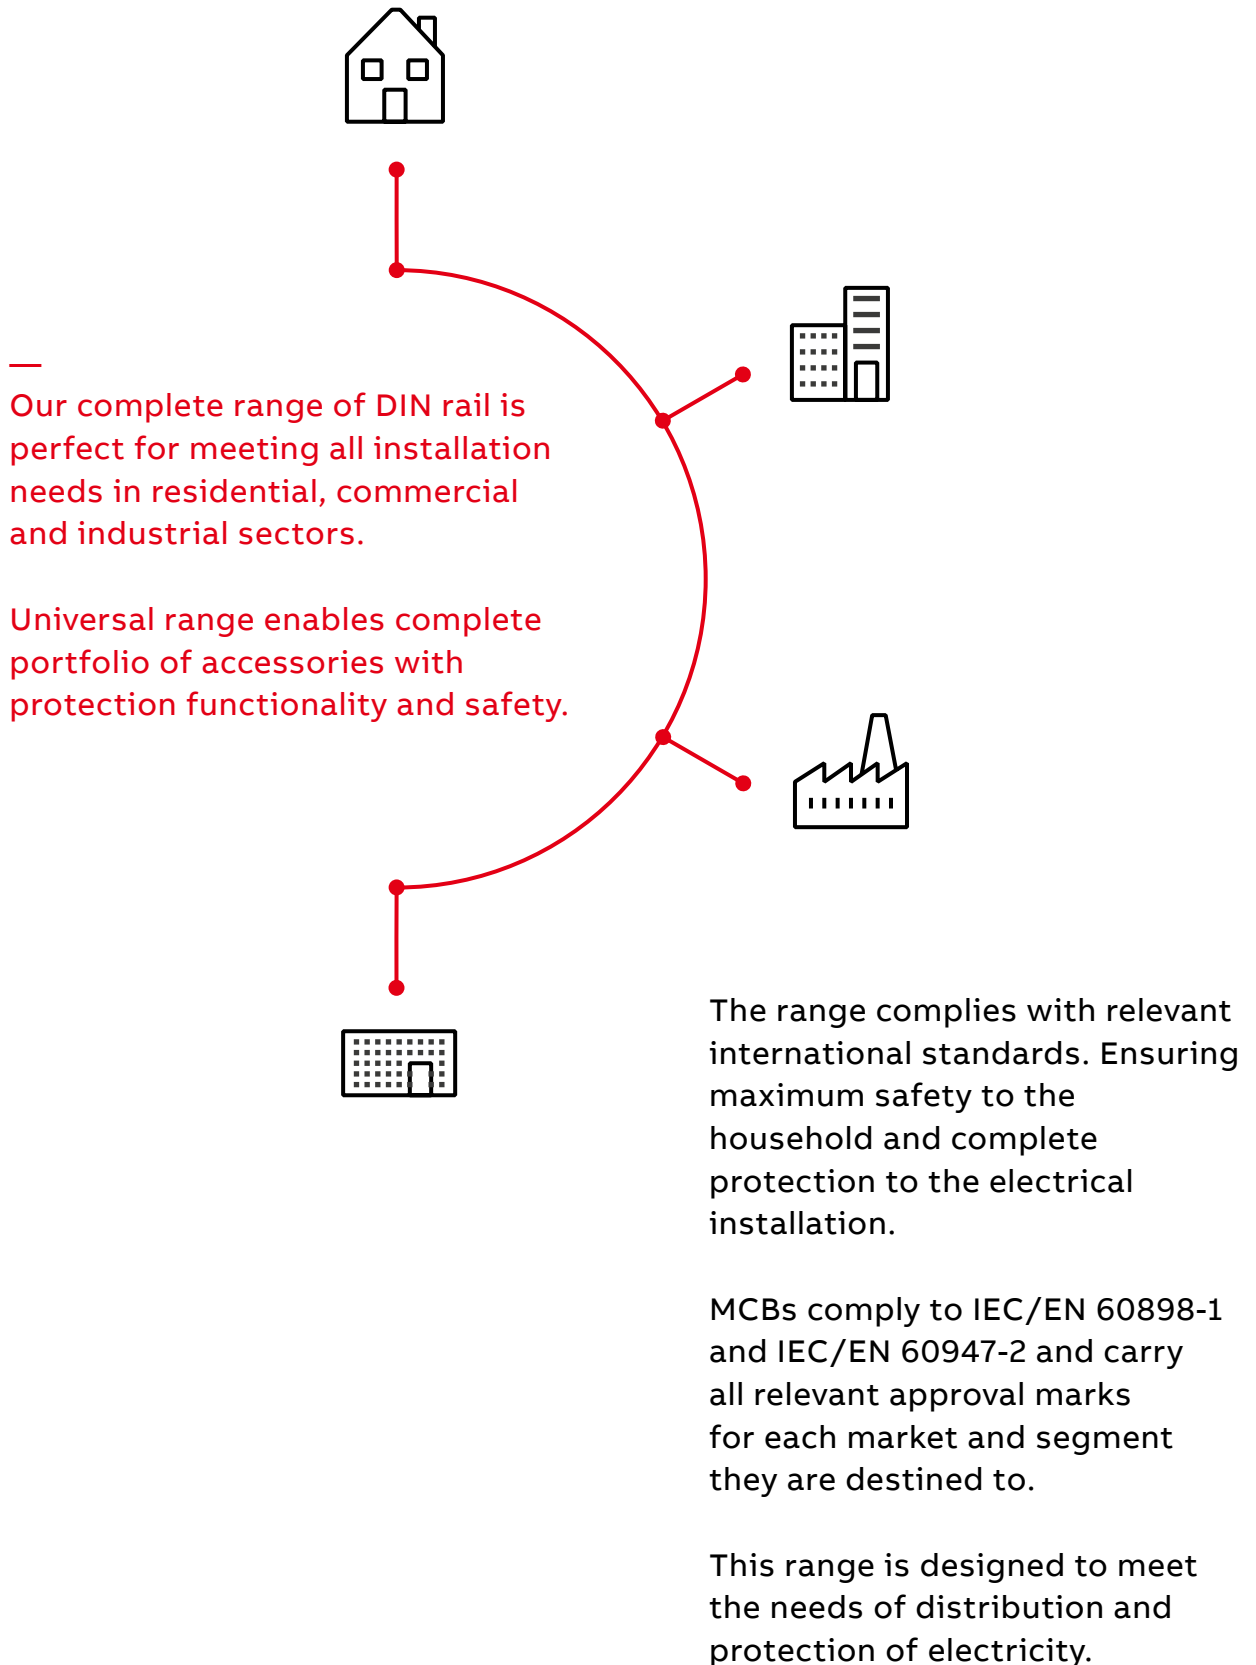 Our complete range of DIN rail is
perfect for meeting all installation
needs in residential, commercial
and industrial sectors.
Universal range enables complete
portfolio of accessories with
protection functionality and safety.
The range complies with relevant
international standards. Ensuring
maximum safety to the
household and complete
protection to the electrical
installation.
MCBs comply to IEC/EN 60898-1
and IEC/EN 60947-2 and carry
all relevant approval marks
for each market and segment
they are destined to.
This range is designed to meet
the needs of distribution and
protection of electricity.